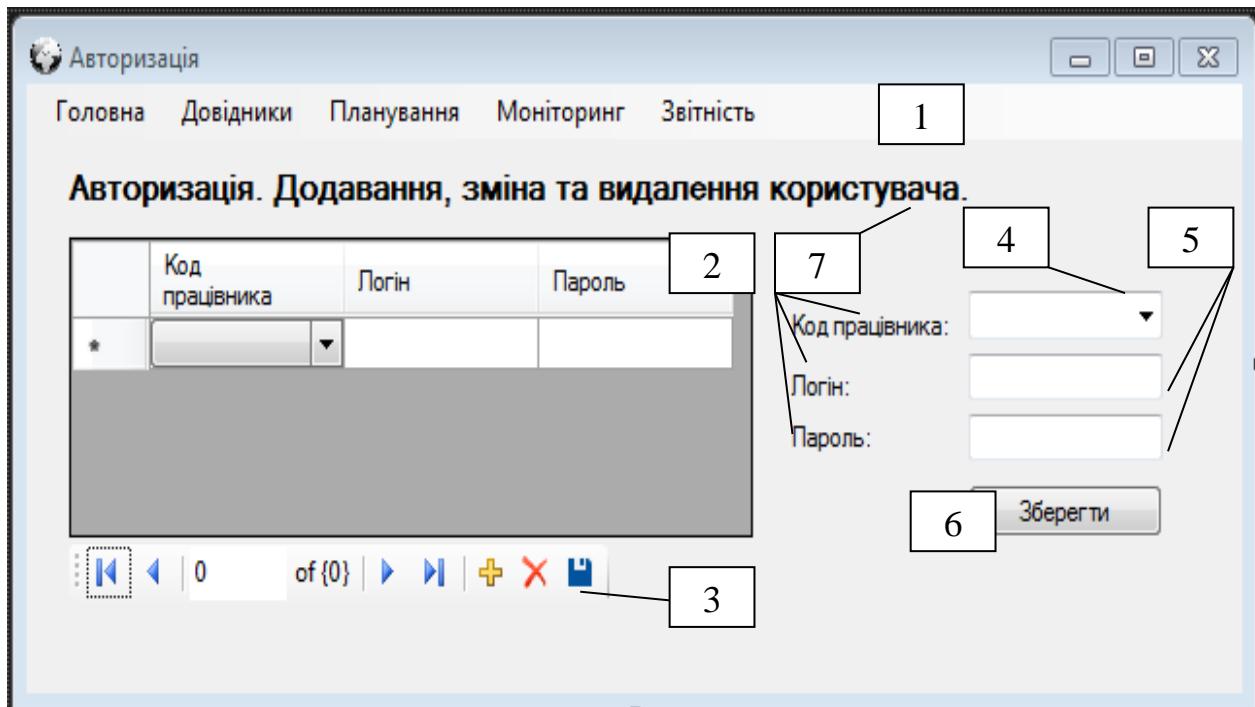 Авторизація
Головна Довідники Планування Моніторинг Звітність
1
Авторизація. Додавання, зміна та видалення користувача.
Код працівника Логін Пароль
2
7
4
5
Код працівника:
Логін:
Пароль:
6
Зберегти
0 of {0}
3